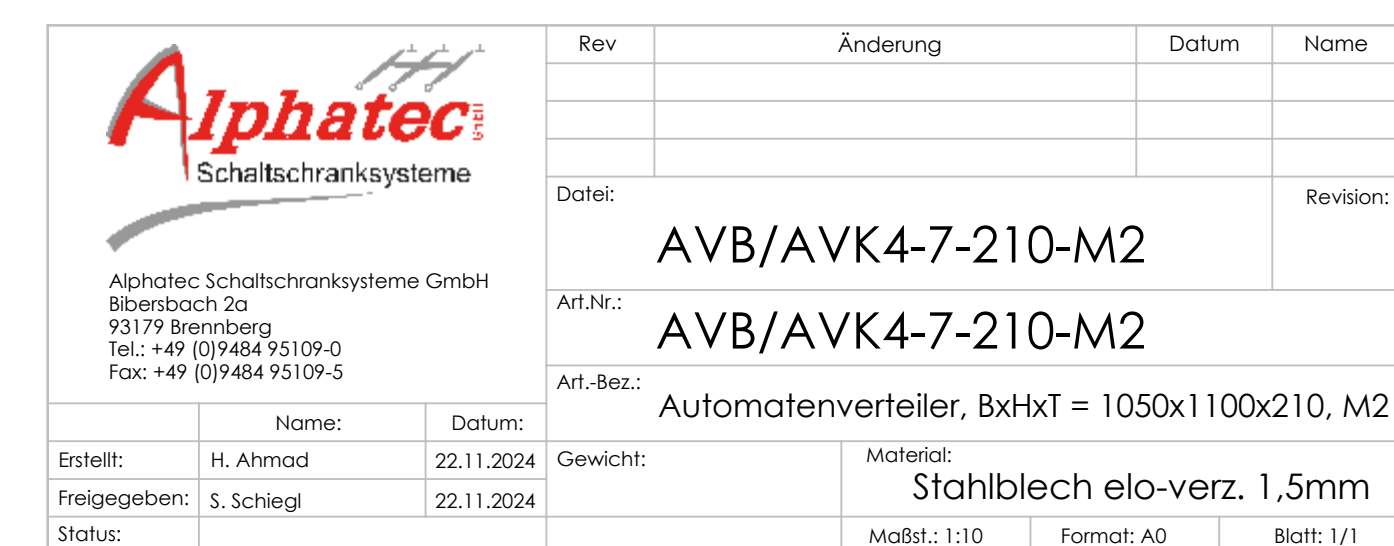 Alphatec GmbH
Schaltschranksysteme
Alphatec Schaltschranksysteme GmbH
Bibersbach 2a
93179 Brennberg
Tel.: +49 (0)9484 95109-0
Fax: +49 (0)9484 95109-5
Name: Datum:
Erstellt: H. Ahmad 22.11.2024
Freigegeben: S. Schiegl 22.11.2024
Status:
Rev Änderung Datum Name
Datei: Revision:
AVB/AVK4-7-210-M2
Art.Nr.:
AVB/AVK4-7-210-M2
Art.-Bez.:
Automatenverteiler, BxHxT = 1050x1100x210, M2
Gewicht: Material:
Stahlblech elo-verz. 1,5mm
Maßst.: 1:10 Format: A0 Blatt: 1/1